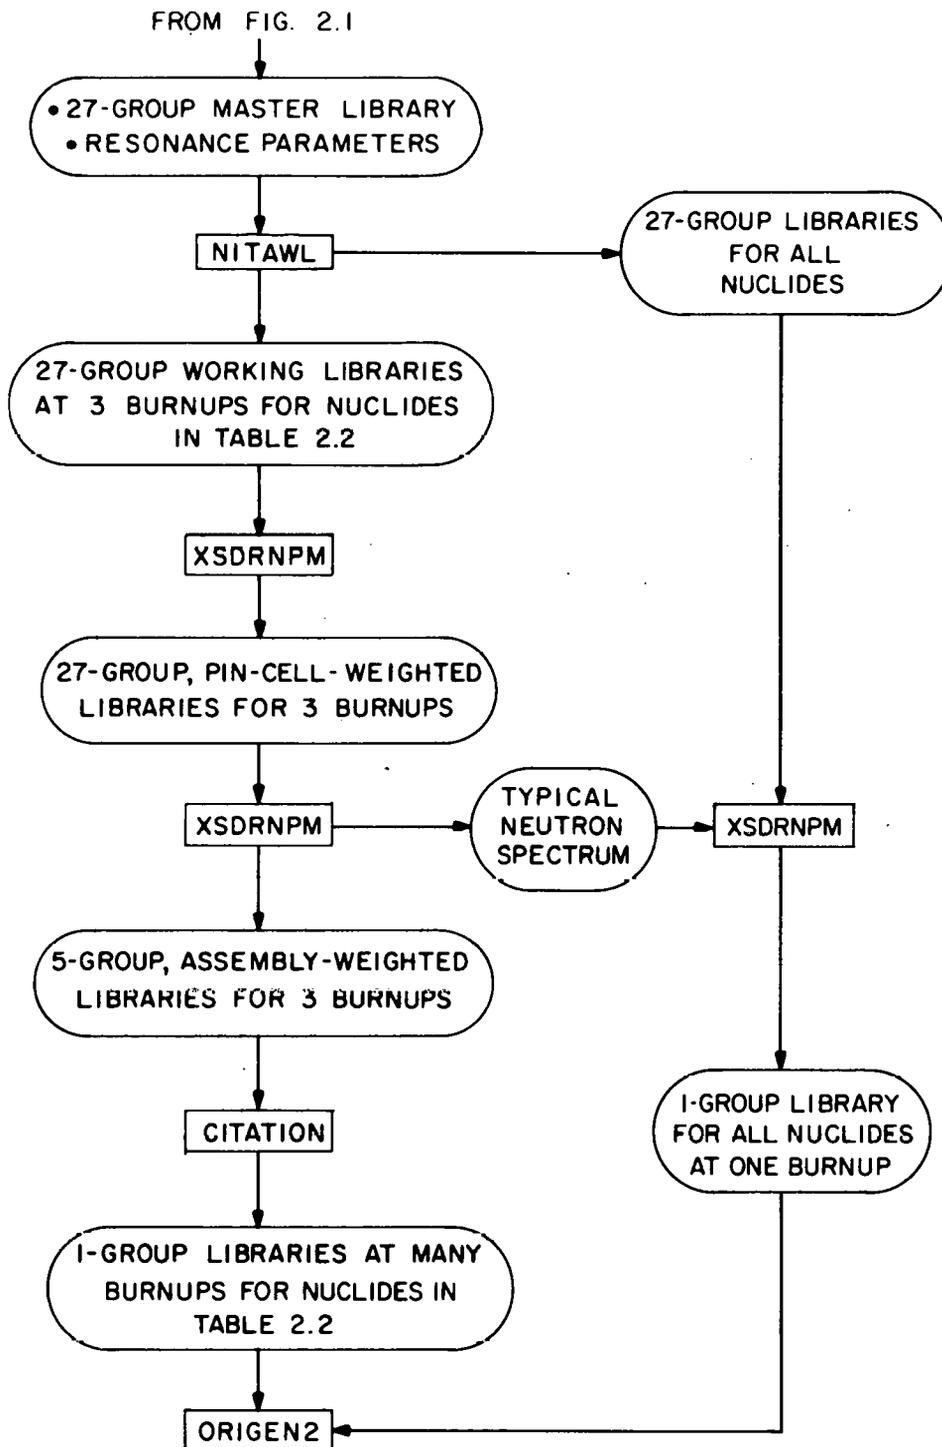 FROM FIG. 2.1
• 27-GROUP MASTER LIBRARY
• RESONANCE PARAMETERS
NITAWL
27-GROUP LIBRARIES
FOR ALL
NUCLIDES
27-GROUP WORKING LIBRARIES
AT 3 BURNUPS FOR NUCLIDES
IN TABLE 2.2
XSDRNPM
27-GROUP, PIN-CELL-WEIGHTED
LIBRARIES FOR 3 BURNUPS
XSDRNPM
TYPICAL
NEUTRON
SPECTRUM
XSDRNPM
5-GROUP, ASSEMBLY-WEIGHTED
LIBRARIES FOR 3 BURNUPS
CITATION
1-GROUP LIBRARY
FOR ALL NUCLIDES
AT ONE BURNUP
1-GROUP LIBRARIES AT MANY
BURNUPS FOR NUCLIDES IN
TABLE 2.2
ORIGEN2